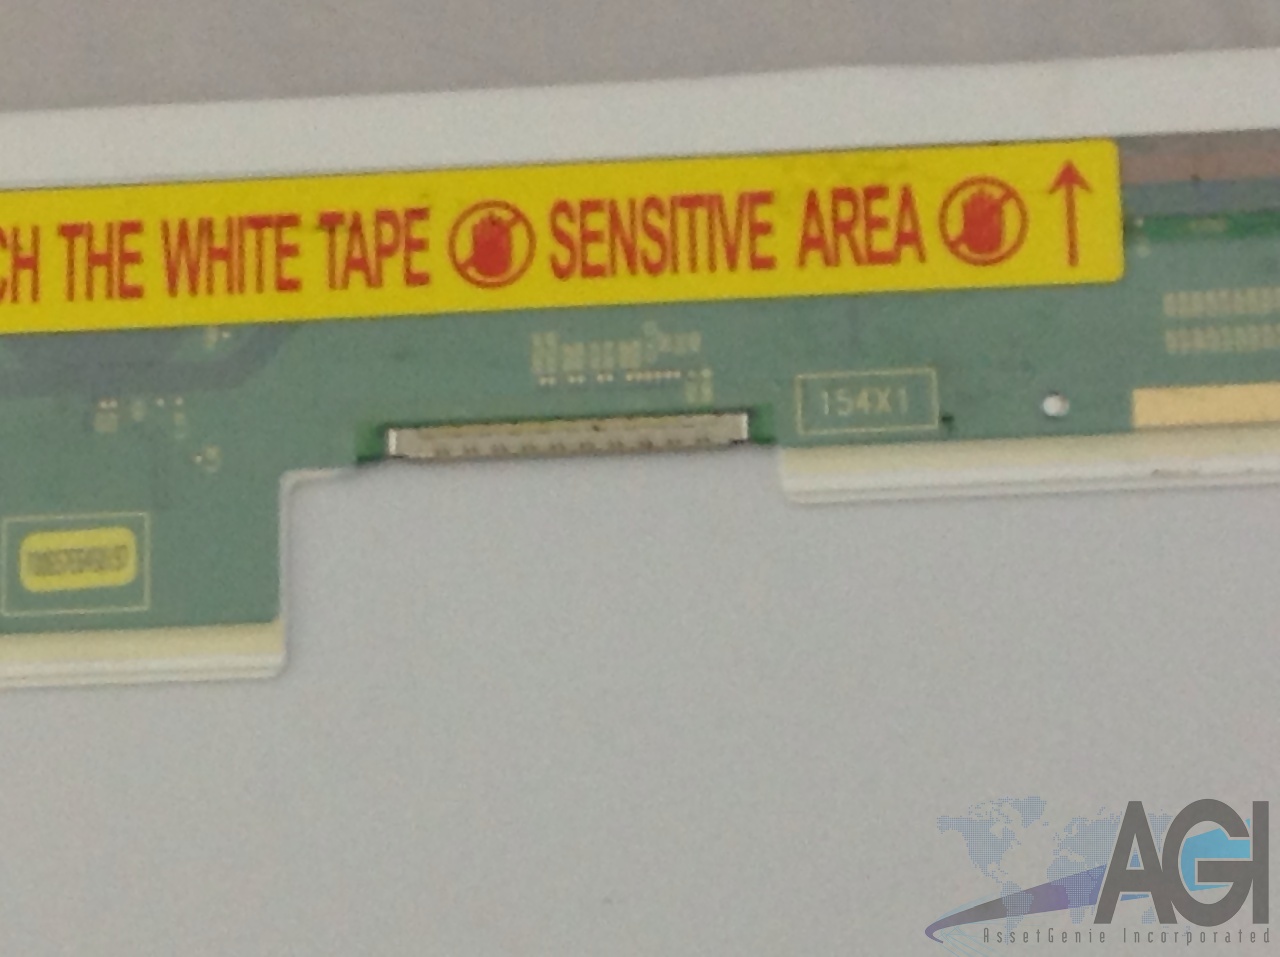 CH THE WHITE TAPE SENSITIVE AREA
154X1
AGI
AssetGenie Incorporated